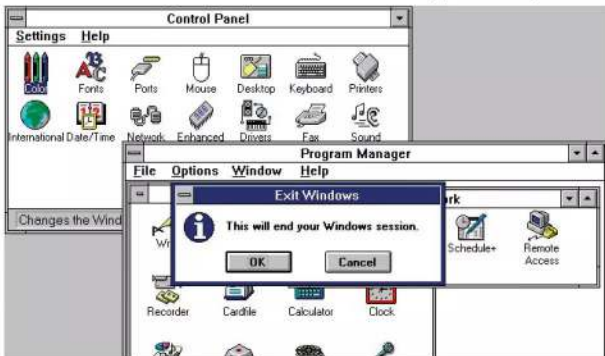 Control Panel
Settings Help
Color Fonts Ports Mouse Desktop Keyboard Printers
International Date/Time Network Enhanced Drivers Fax Sound
Changes the Wind
Program Manager
File Options Window Help
Exit Windows
This will end your Windows session.
OK Cancel
rk
Wr
Schedule+ Remote Access
Recorder Cardfile Calculator Clock